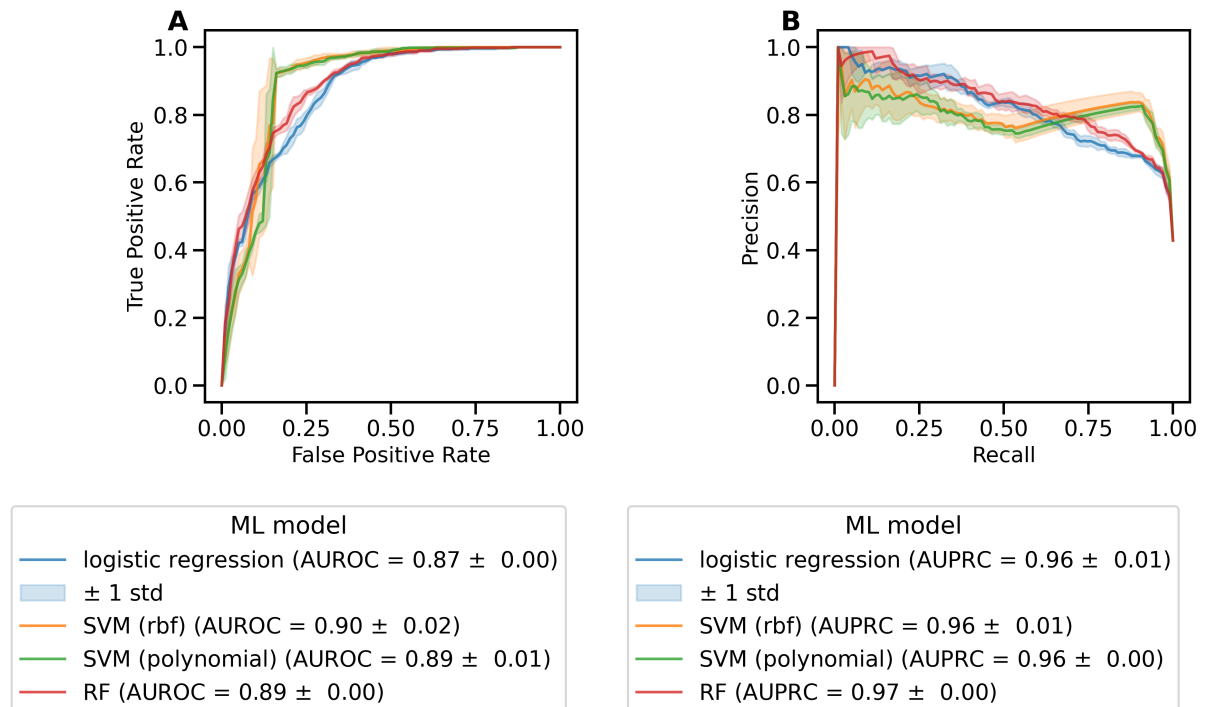 A
1.0
0.8
0.6
0.4
0.2
0.0
True Positive Rate
0.00 0.25 0.50 0.75 1.00
False Positive Rate
B
1.0
0.8
0.6
0.4
0.2
0.0
Precision
0.00 0.25 0.50 0.75 1.00
Recall
ML model
logistic regression (AUROC = 0.87 ± 0.00)
± 1 std
SVM (rbf) (AUROC = 0.90 ± 0.02)
SVM (polynomial) (AUROC = 0.89 ± 0.01)
RF (AUROC = 0.89 ± 0.00)
ML model
logistic regression (AUPRC = 0.96 ± 0.01)
± 1 std
SVM (rbf) (AUPRC = 0.96 ± 0.01)
SVM (polynomial) (AUPRC = 0.96 ± 0.00)
RF (AUPRC = 0.97 ± 0.00)